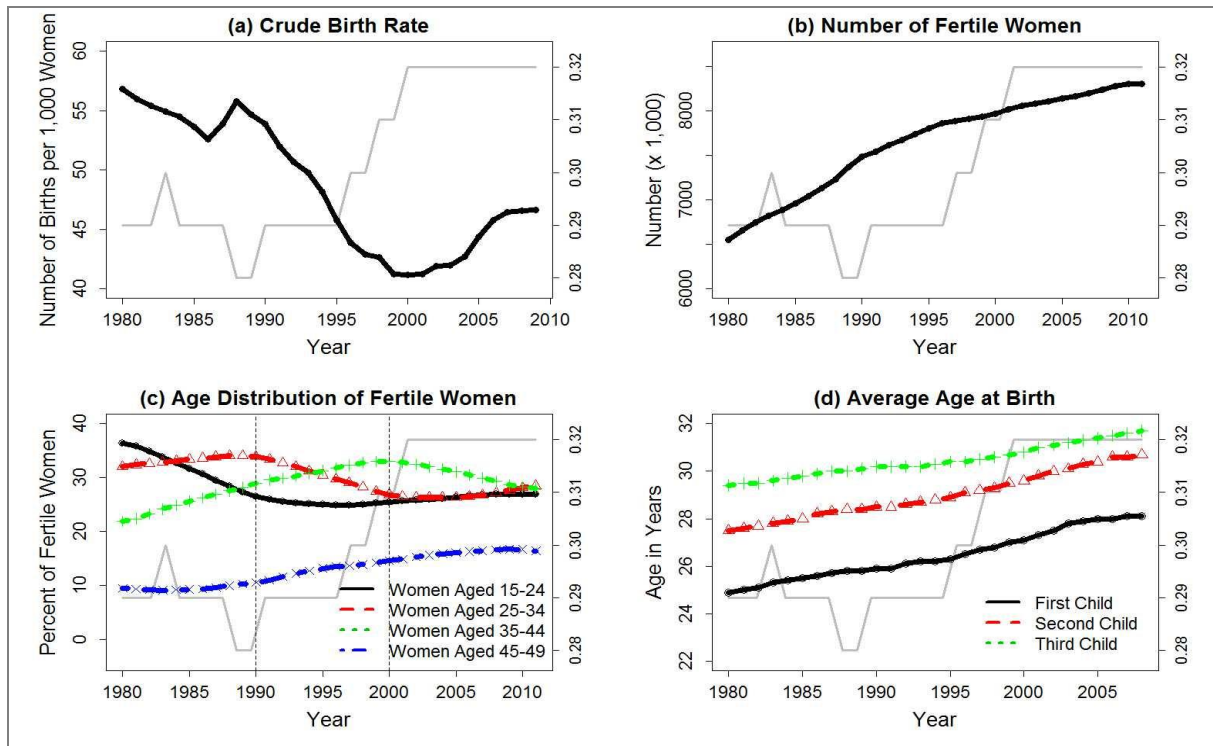 (a) Crude Birth Rate
Number of Births per 1,000 Women
60
55
50
45
40
0.32
0.31
0.30
0.29
0.28
1980 1985 1990 1995 2000 2005 2010
Year
(b) Number of Fertile Women
Number (x 1,000)
8000
7000
6000
0.32
0.31
0.30
0.29
0.28
1980 1985 1990 1995 2000 2005 2010
Year
(c) Age Distribution of Fertile Women
Percent of Fertile Women
40
30
20
10
0
0.32
0.31
0.30
0.29
0.28
Women Aged 15-24
Women Aged 25-34
Women Aged 35-44
Women Aged 45-49
1980 1985 1990 1995 2000 2005 2010
Year
(d) Average Age at Birth
Age in Years
32
30
28
26
24
22
0.32
0.31
0.30
0.29
0.28
First Child
Second Child
Third Child
1980 1985 1990 1995 2000 2005
Year